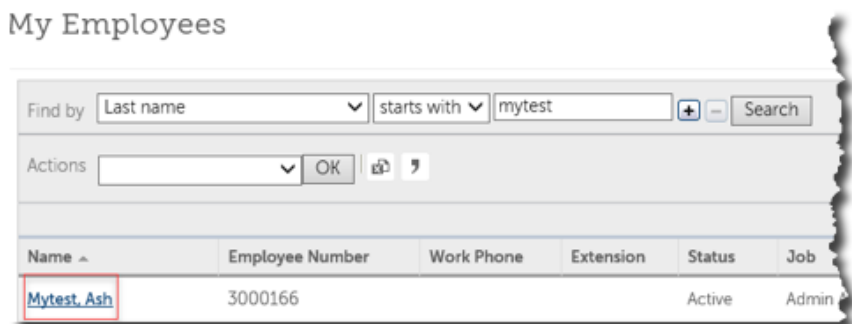 My Employees
Find by Last name starts with mytest + - Search
Actions OK
Name Employee Number Work Phone Extension Status Job
Mytest, Ash 3000166 Active Admin